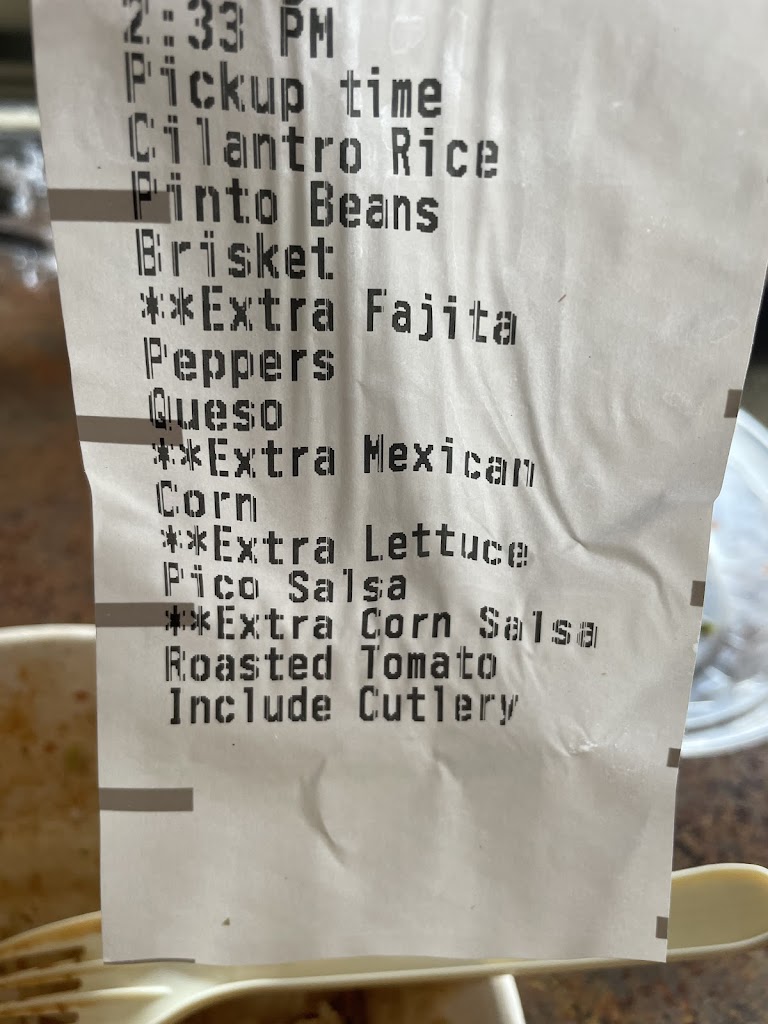 2:33 PM
Pickup time
Cilantro Rice
Pinto Beans
Brisket
**Extra Fajita
Peppers
Queso
**Extra Mexican
Corn
**Extra Lettuce
Pico Salsa
**Extra Corn Salsa
Roasted Tomato
Include Cutlery